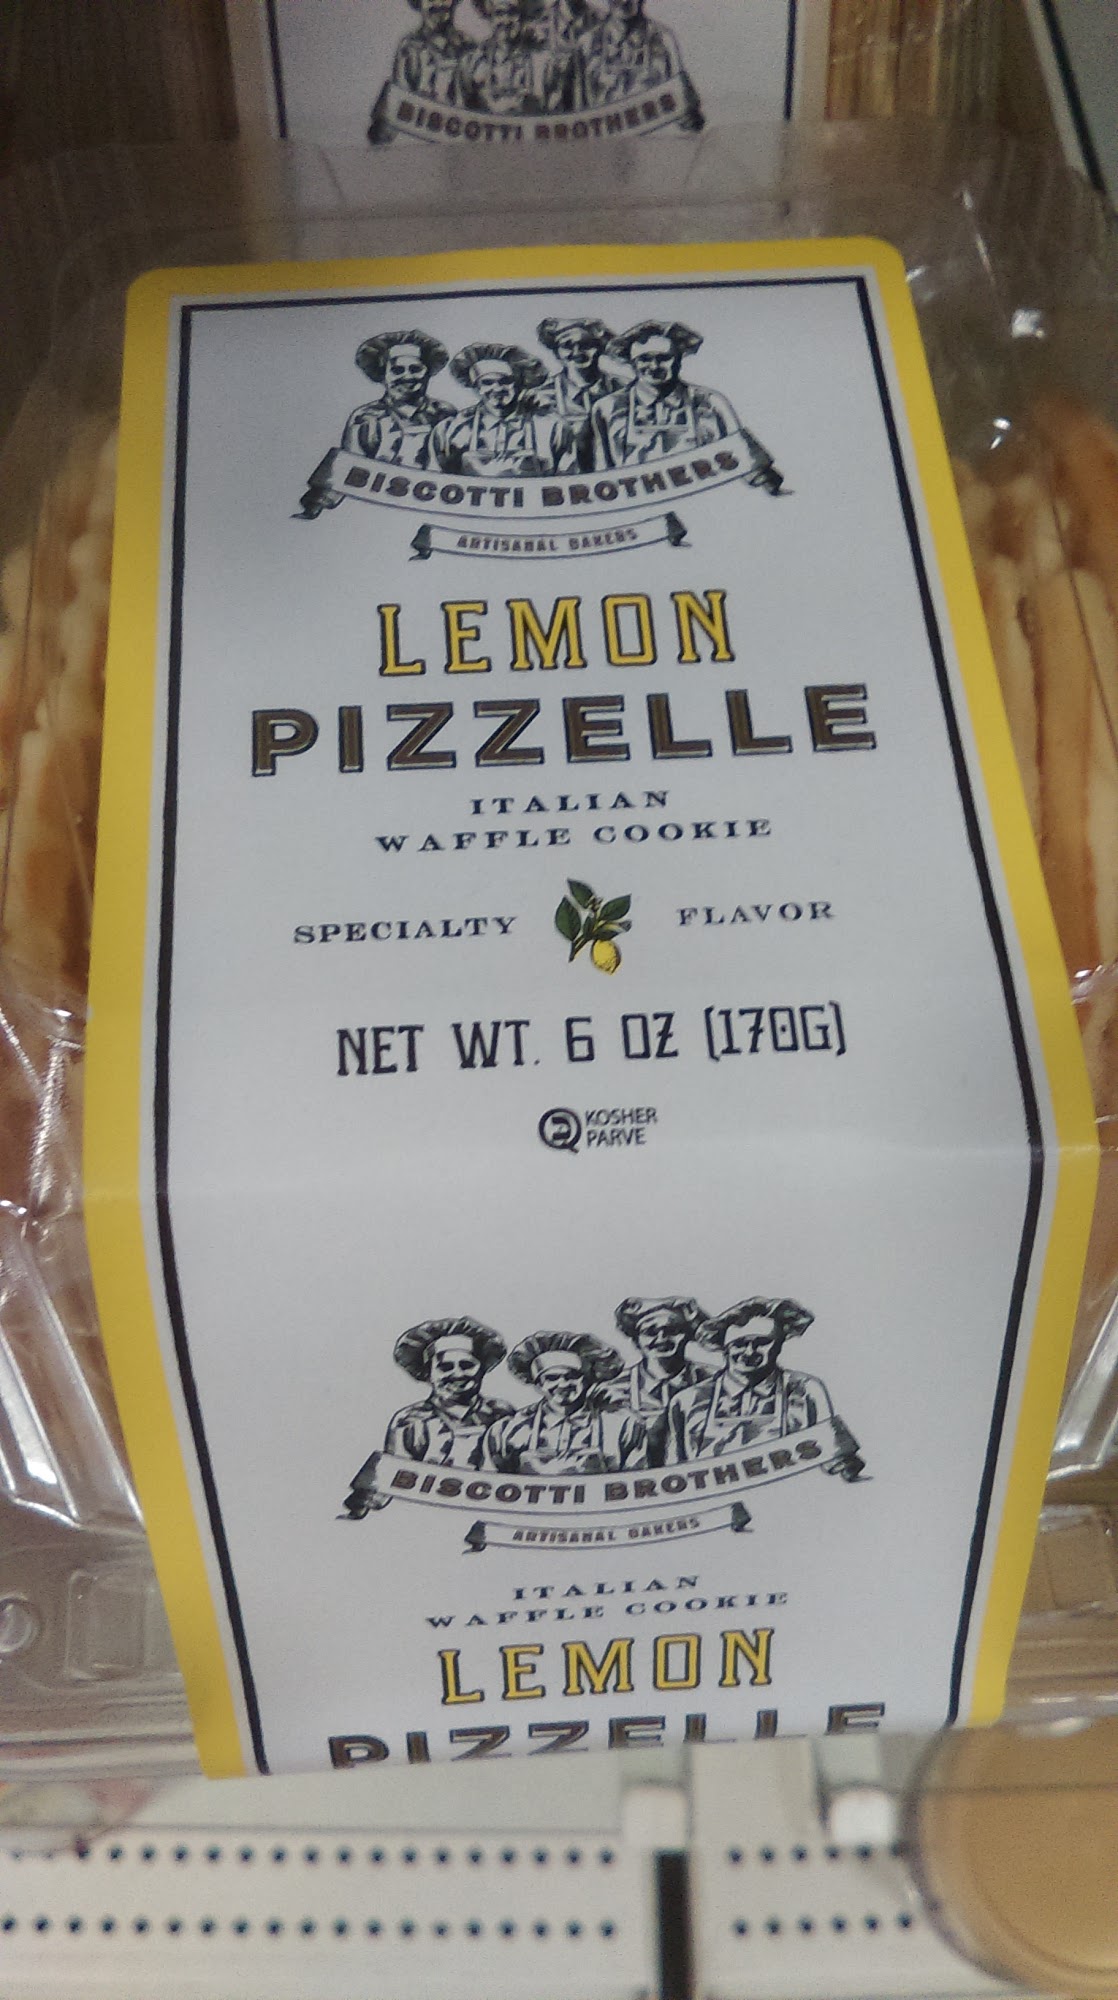 BISCOTTI BROTHERS
BISCOTTI BROTHERS
ARTISANAL BAKERS
LEMON
PIZZELLE
ITALIAN
WAFFLE COOKIE
SPECIALTY FLAVOR
NET WT. 6 OZ (170G)
KOSHER
PARVE
BISCOTTI BROTHERS
ARTISANAL BAKERS
ITALIAN
WAFFLE COOKIE
LEMON
PIZZELLE